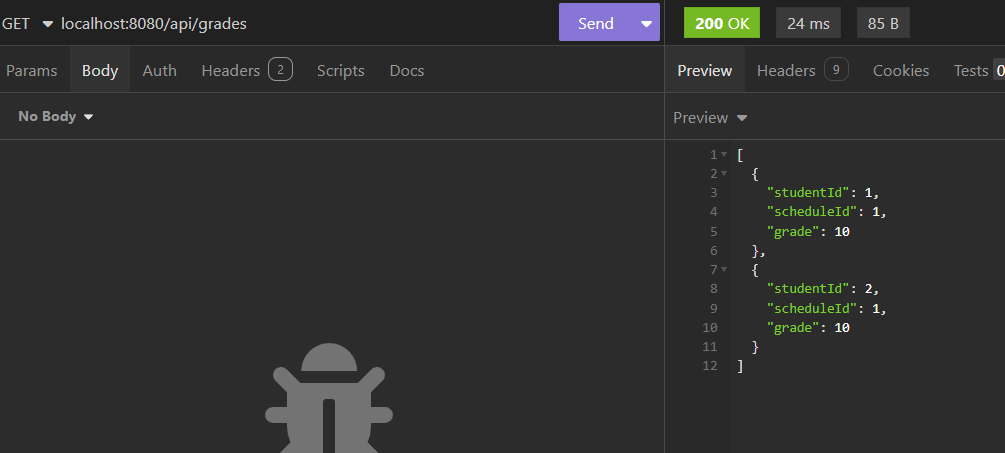 GET localhost:8080/api/grades Send 200 OK 24 ms 85 B
Params Body Auth Headers 2 Scripts Docs Preview Headers 9 Cookies Tests 0
No Body Preview
1 [
2 {
3 "studentId": 1,
4 "scheduleId": 1,
5 "grade": 10
6 },
7 {
8 "studentId": 2,
9 "scheduleId": 1,
10 "grade": 10
11 }
12 ]